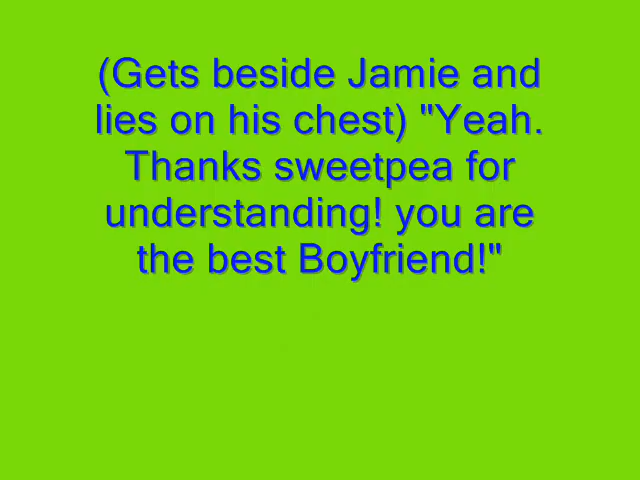 (Gets beside Jamie and
lies on his chest) "Yeah.
Thanks sweetpea for
understanding! you are
the best Boyfriend!"